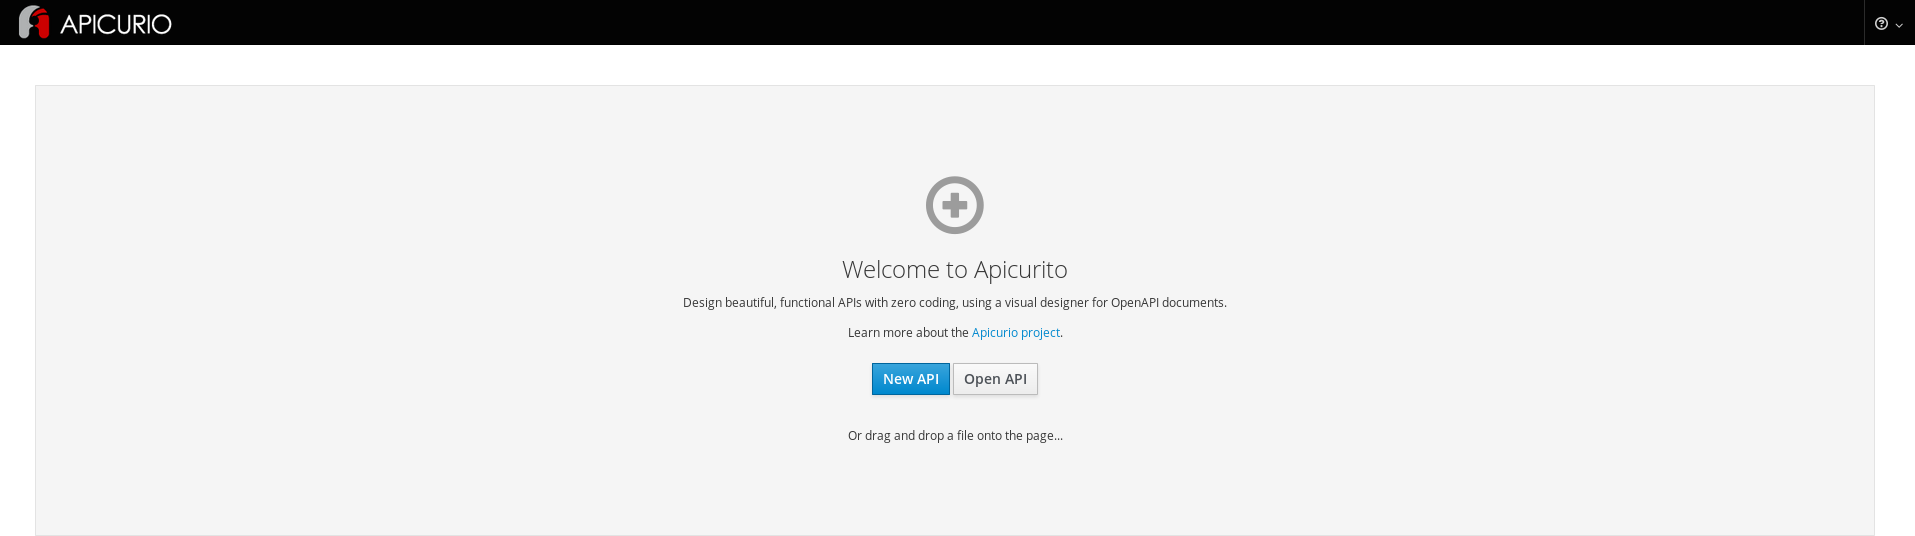 APICURIO
Welcome to Apicurito
Design beautiful, functional APIs with zero coding, using a visual designer for OpenAPI documents.
Learn more about the Apicurio project.
New API Open API
Or drag and drop a file onto the page...